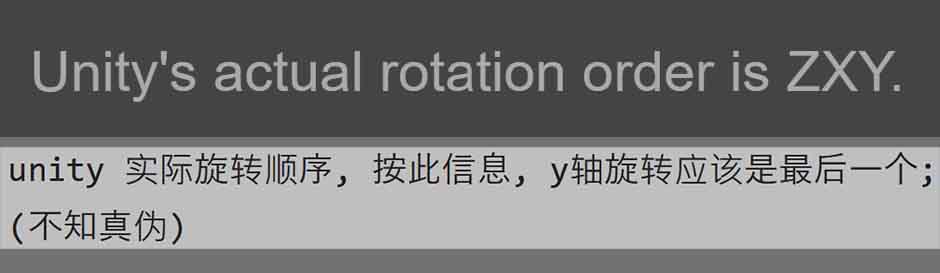 Unity's actual rotation order is ZXY.
unity 实际旋转顺序, 按此信息, y轴旋转应该是最后一个;
(不知真伪)